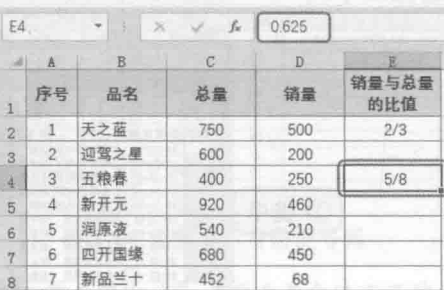 E4 fx 0.625
A B C D E
1 序号 品名 总量 销量 销量与总量的比值
2 1 天之蓝 750 500 2/3
3 2 迎驾之星 600 200
4 3 五粮春 400 250 5/8
5 4 新开元 920 460
6 5 润原液 540 210
7 6 四开国缘 680 450
8 7 新品兰十 452 68